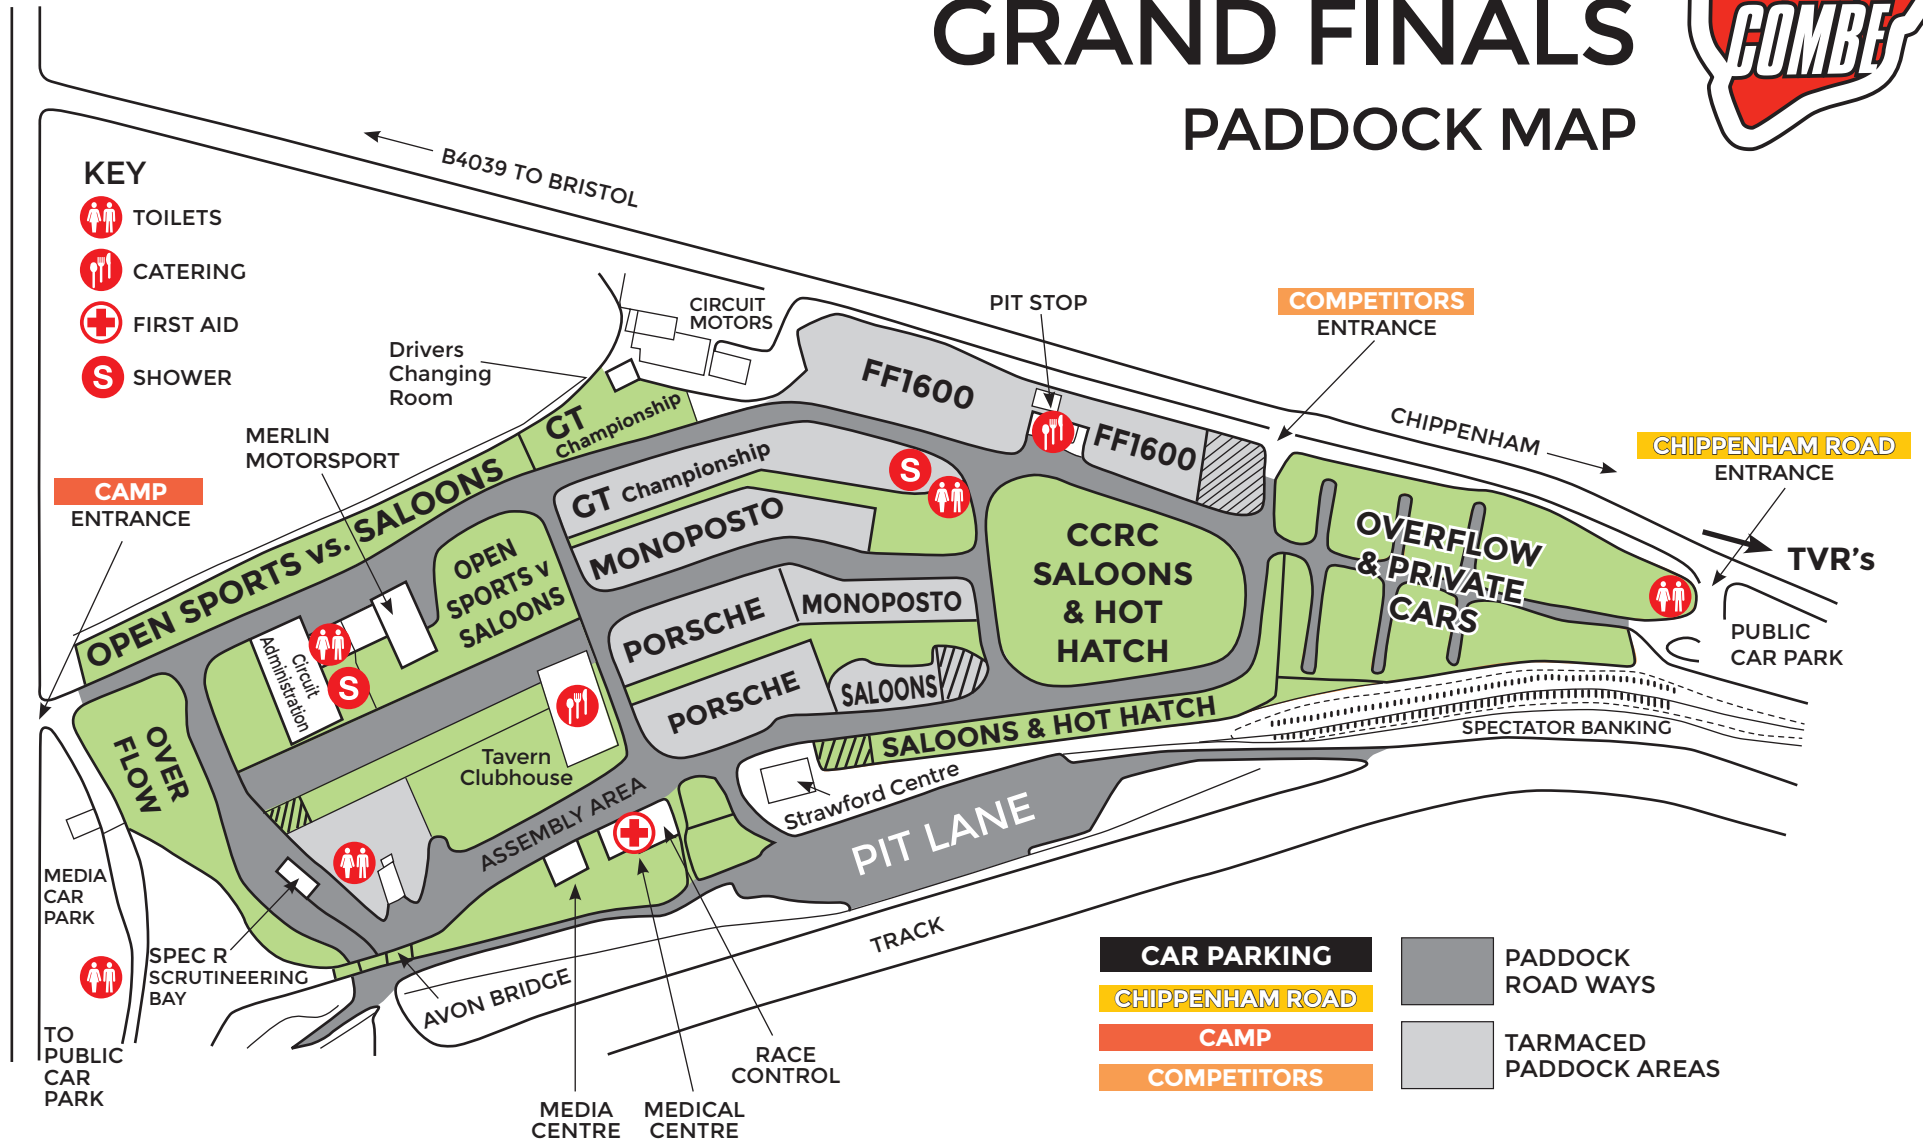 GRAND FINALS
PADDOCK MAP
COMBE
KEY
TOILETS
CATERING
FIRST AID
S SHOWER
B4039 TO BRISTOL
CIRCUIT
MOTORS
PIT STOP
COMPETITORS
ENTRANCE
CHIPPENHAM
CHIPPENHAM ROAD
ENTRANCE
TVR's
PUBLIC
CAR PARK
Drivers
Changing
Room
MERLIN
MOTORSPORT
CAMP
ENTRANCE
GT
Championship
FF1600
FF1600
OPEN SPORTS vs. SALOONS
GT Championship
S
MONOPOSTO
OPEN
SPORTS v
SALOONS
PORSCHE
MONOPOSTO
PORSCHE
SALOONS
CCRC
SALOONS
& HOT
HATCH
OVERFLOW
& PRIVATE
CARS
SALOONS & HOT HATCH
SPECTATOR BANKING
Circuit
Administration
S
OVER
FLOW
Tavern
Clubhouse
ASSEMBLY AREA
Strawford Centre
PIT LANE
TRACK
MEDIA
CAR
PARK
SPEC R
SCRUTINEERING
BAY
AVON BRIDGE
TO
PUBLIC
CAR
PARK
MEDIA
CENTRE
MEDICAL
CENTRE
RACE
CONTROL
CAR PARKING
CHIPPENHAM ROAD
CAMP
COMPETITORS
PADDOCK
ROAD WAYS
TARMACED
PADDOCK AREAS